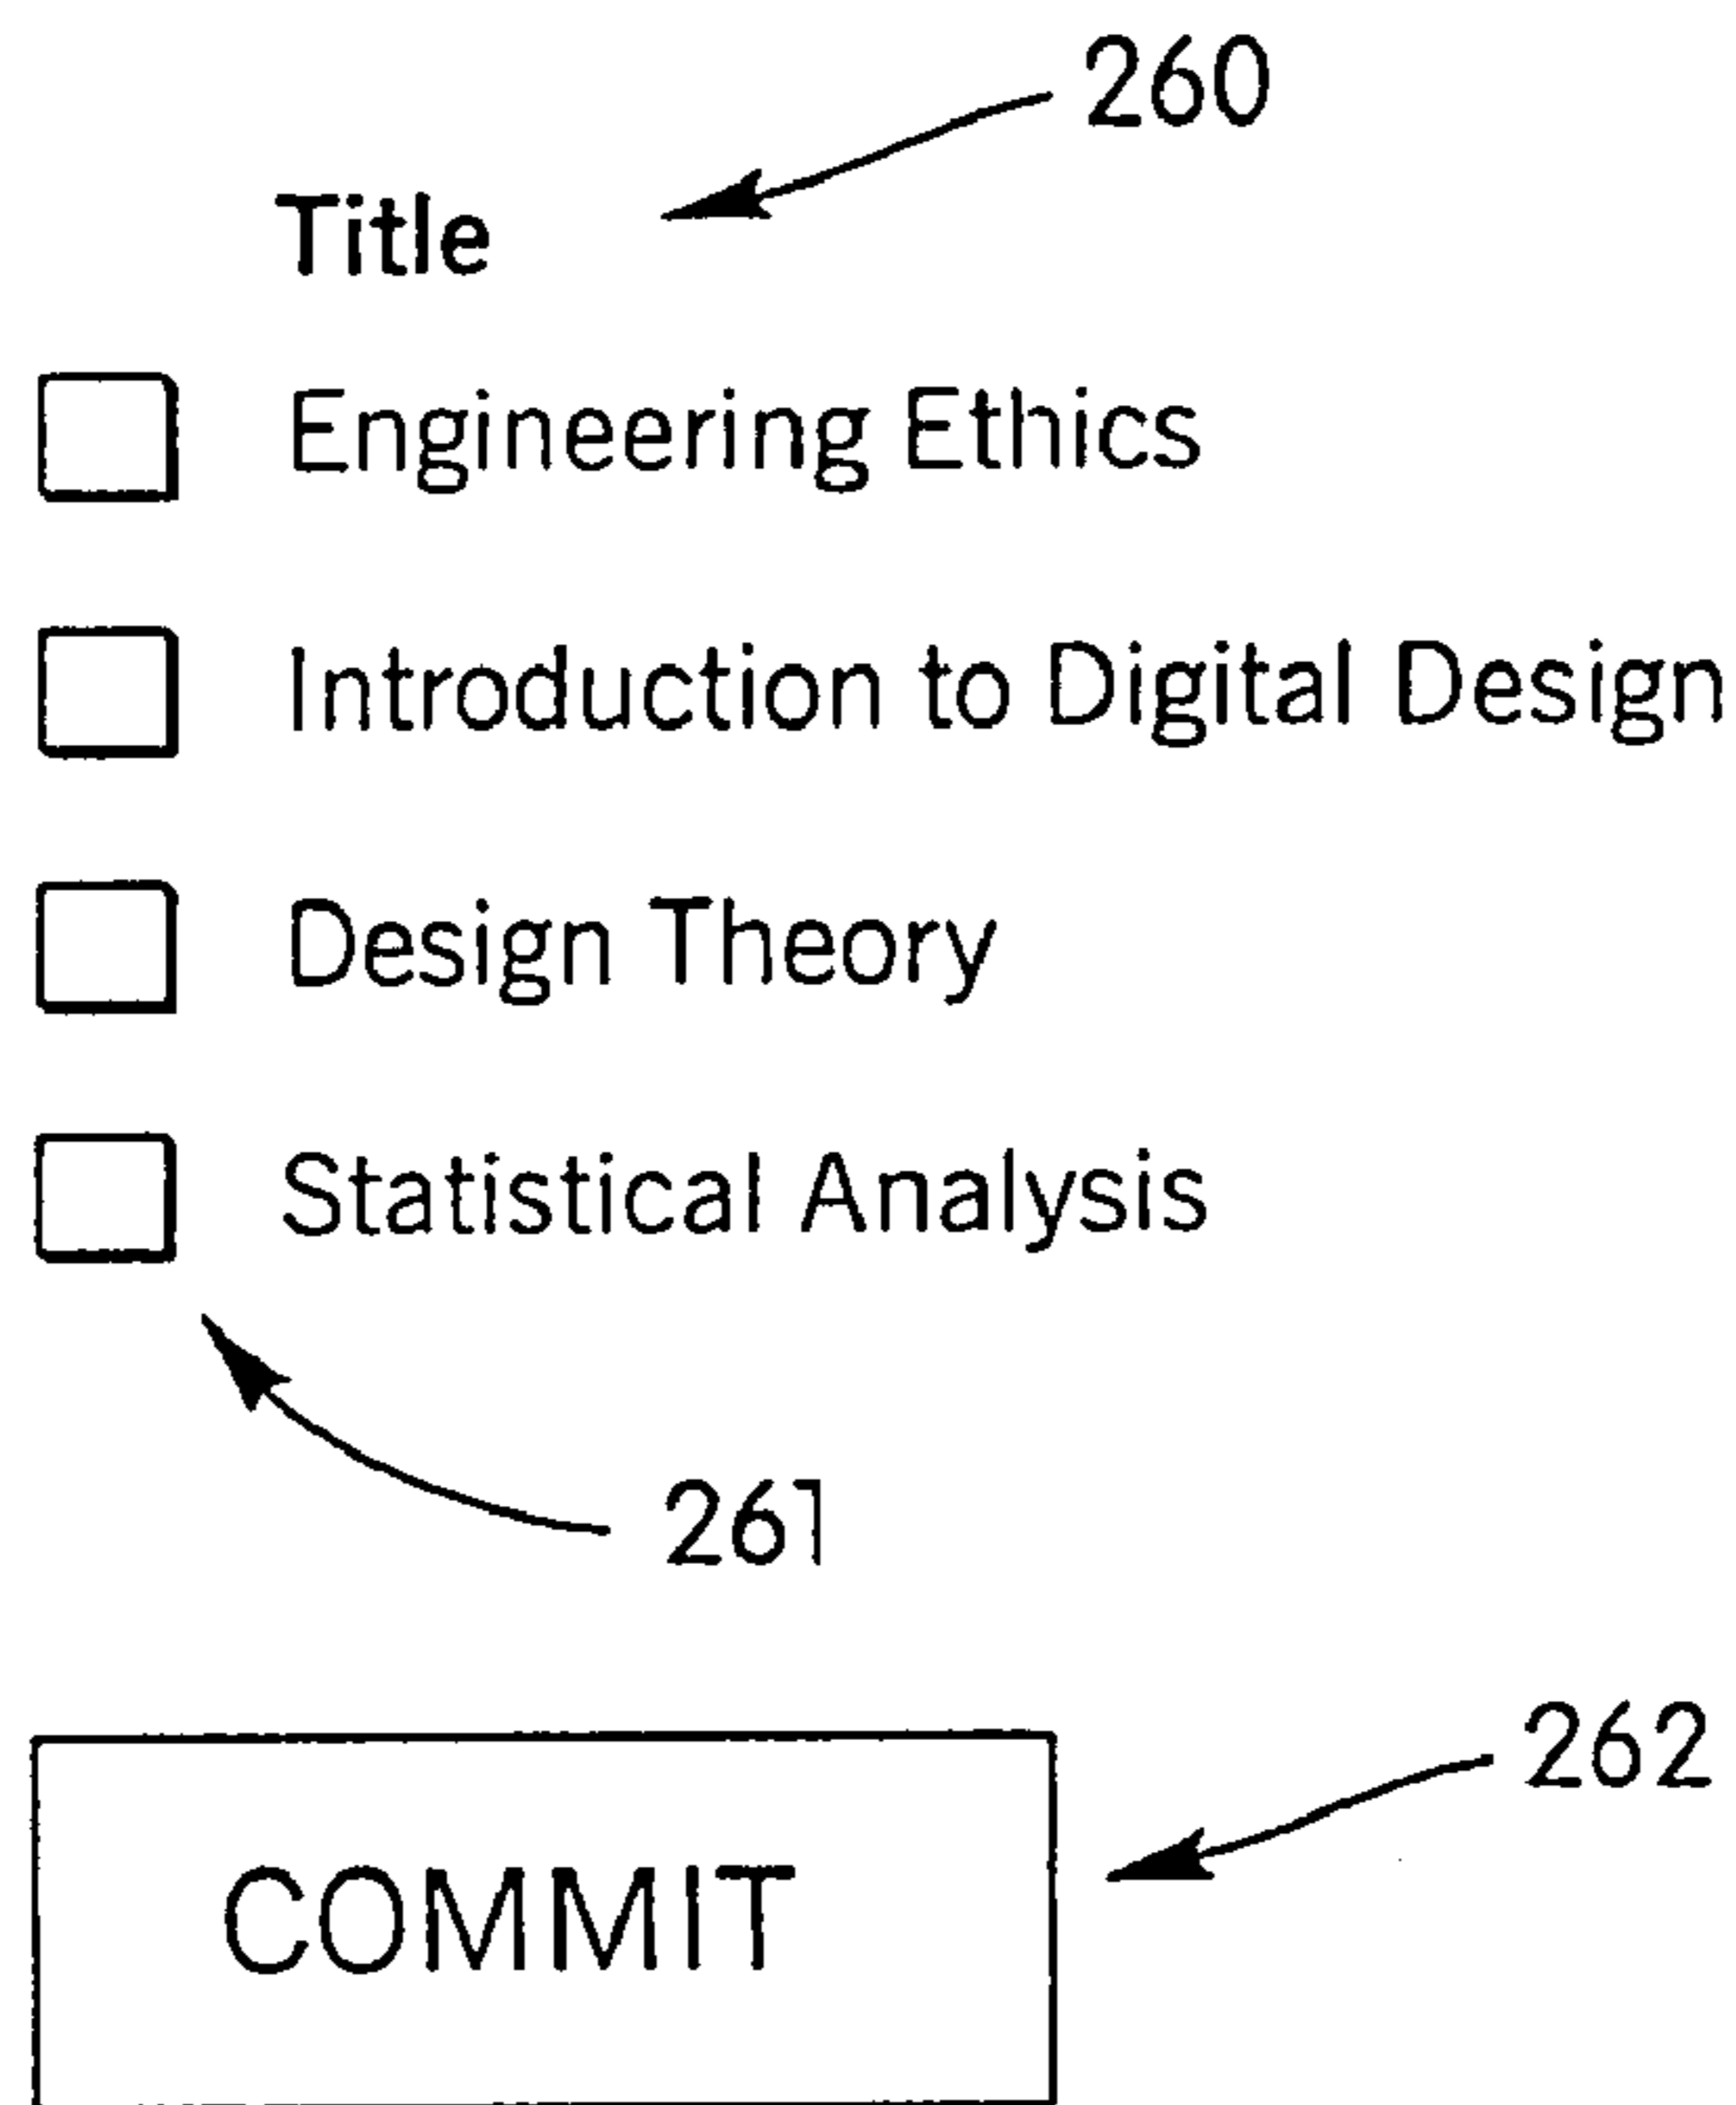 260
Title
Engineering Ethics
Introduction to Digital Design
Design Theory
Statistical Analysis
261
262
COMMIT